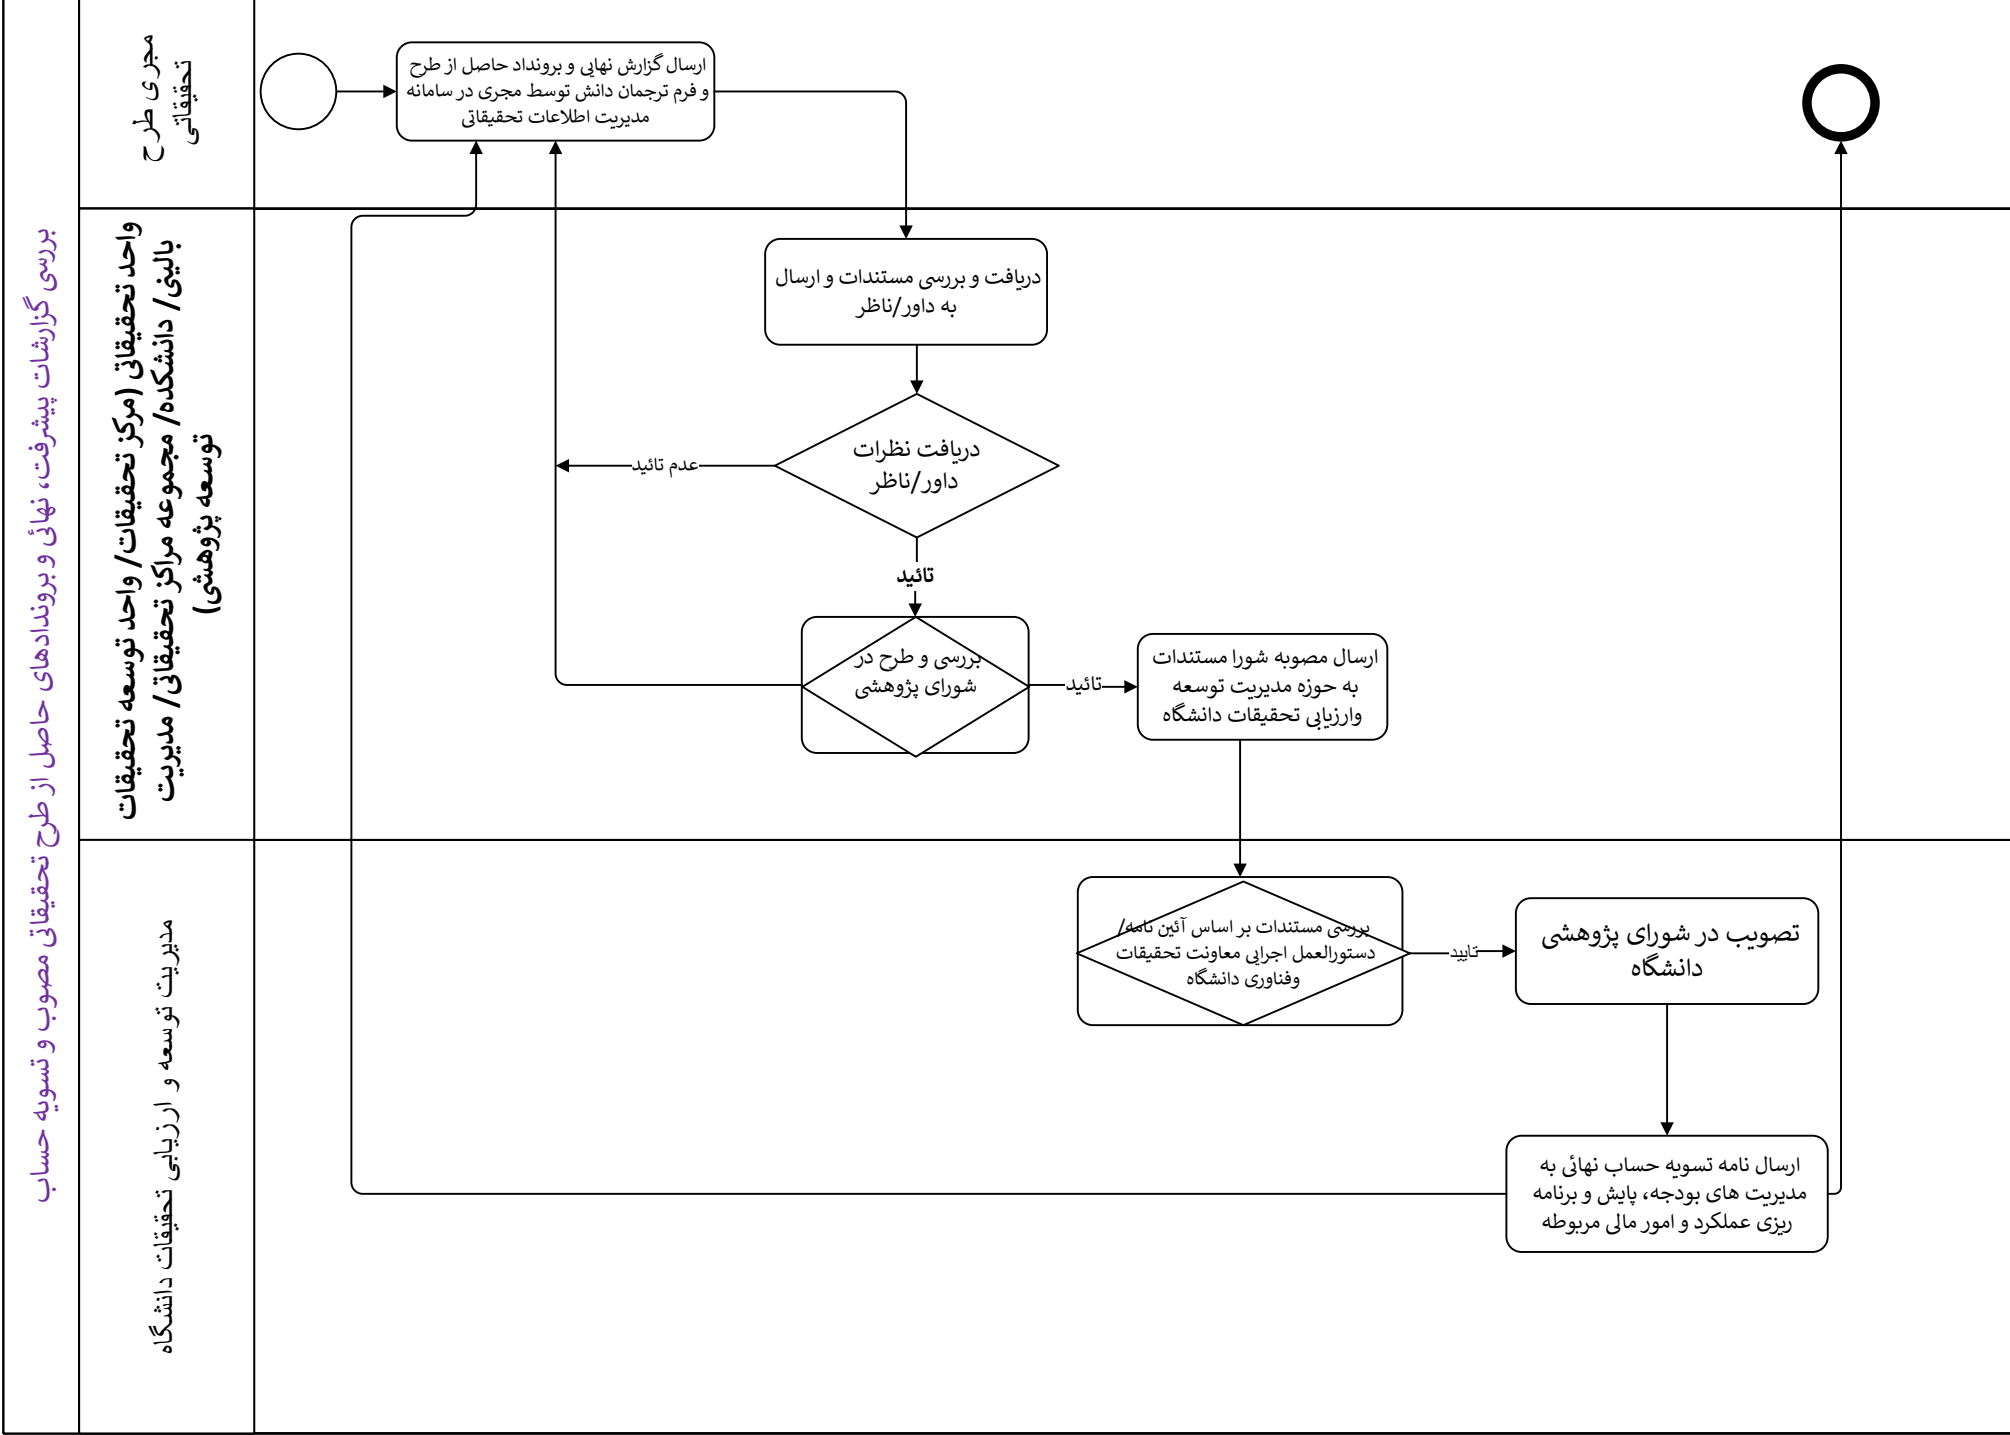 بررسی گزارشات پیشرفت، نهائی و بروندادهای حاصل از طرح تحقیقاتی مصوب و تسویه حساب
مجری طرح
تحقیقاتی
ارسال گزارش نهایی و برونداد حاصل از طرح
و فرم ترجمان دانش توسط مجری در سامانه
مدیریت اطلاعات تحقیقاتی
واحد تحقیقاتی (مرکز تحقیقات/ واحد توسعه تحقیقات
بالینی/ دانشکده/ مجموعه مراکز تحقیقاتی/ مدیریت
توسعه پژوهشی)
دریافت و بررسی مستندات و ارسال
به داور/ناظر
دریافت نظرات
داور/ناظر
عدم تائید
تائید
بررسی و طرح در
شورای پژوهشی
تائید
ارسال مصوبه شورا مستندات
به حوزه مدیریت توسعه
وارزیابی تحقیقات دانشگاه
مدیریت توسعه و ارزیابی تحقیقات دانشگاه
بررسی مستندات بر اساس آئین نامه/
دستورالعمل اجرایی معاونت تحقیقات
وفناوری دانشگاه
تایید
تصویب در شورای پژوهشی
دانشگاه
ارسال نامه تسویه حساب نهائی به
مدیریت های بودجه، پایش و برنامه
ریزی عملکرد و امور مالی مربوطه